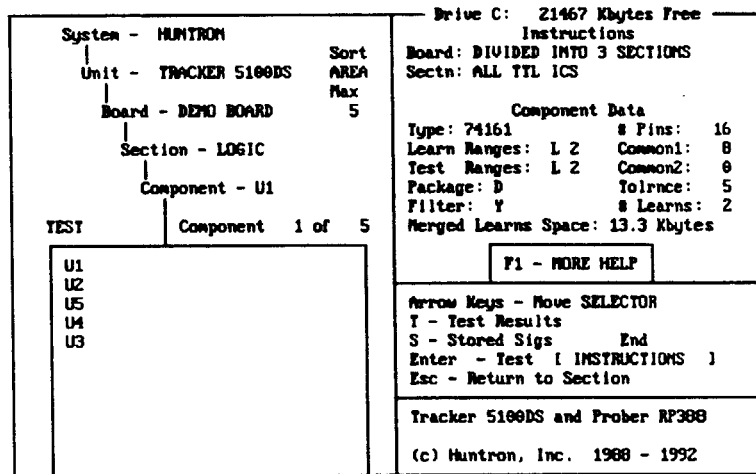 System - HUNTRON
Sort
Unit - TRACKER 5100DS
AREA
Max
Board - DEMO BOARD
5
Section - LOGIC
Component - U1
TEST
Component 1 of 5
U1
U2
U5
U4
U3
Drive C: 21467 Kbytes Free
Instructions
Board: DIVIDED INTO 3 SECTIONS
Sectn: ALL TTL ICS
Component Data
Type: 74161 # Pins: 16
Learn Ranges: L 2 Common1: 8
Test Ranges: L 2 Common2: 0
Package: D Tolrnce: 5
Filter: Y # Learns: 2
Merged Learns Space: 13.3 Kbytes
F1 - MORE HELP
Arrow Keys - Move SELECTOR
T - Test Results
S - Stored Sigs End
Enter - Test [ INSTRUCTIONS ]
Esc - Return to Section
Tracker 5100DS and Prober RP388
(c) Huntron, Inc. 1988 - 1992